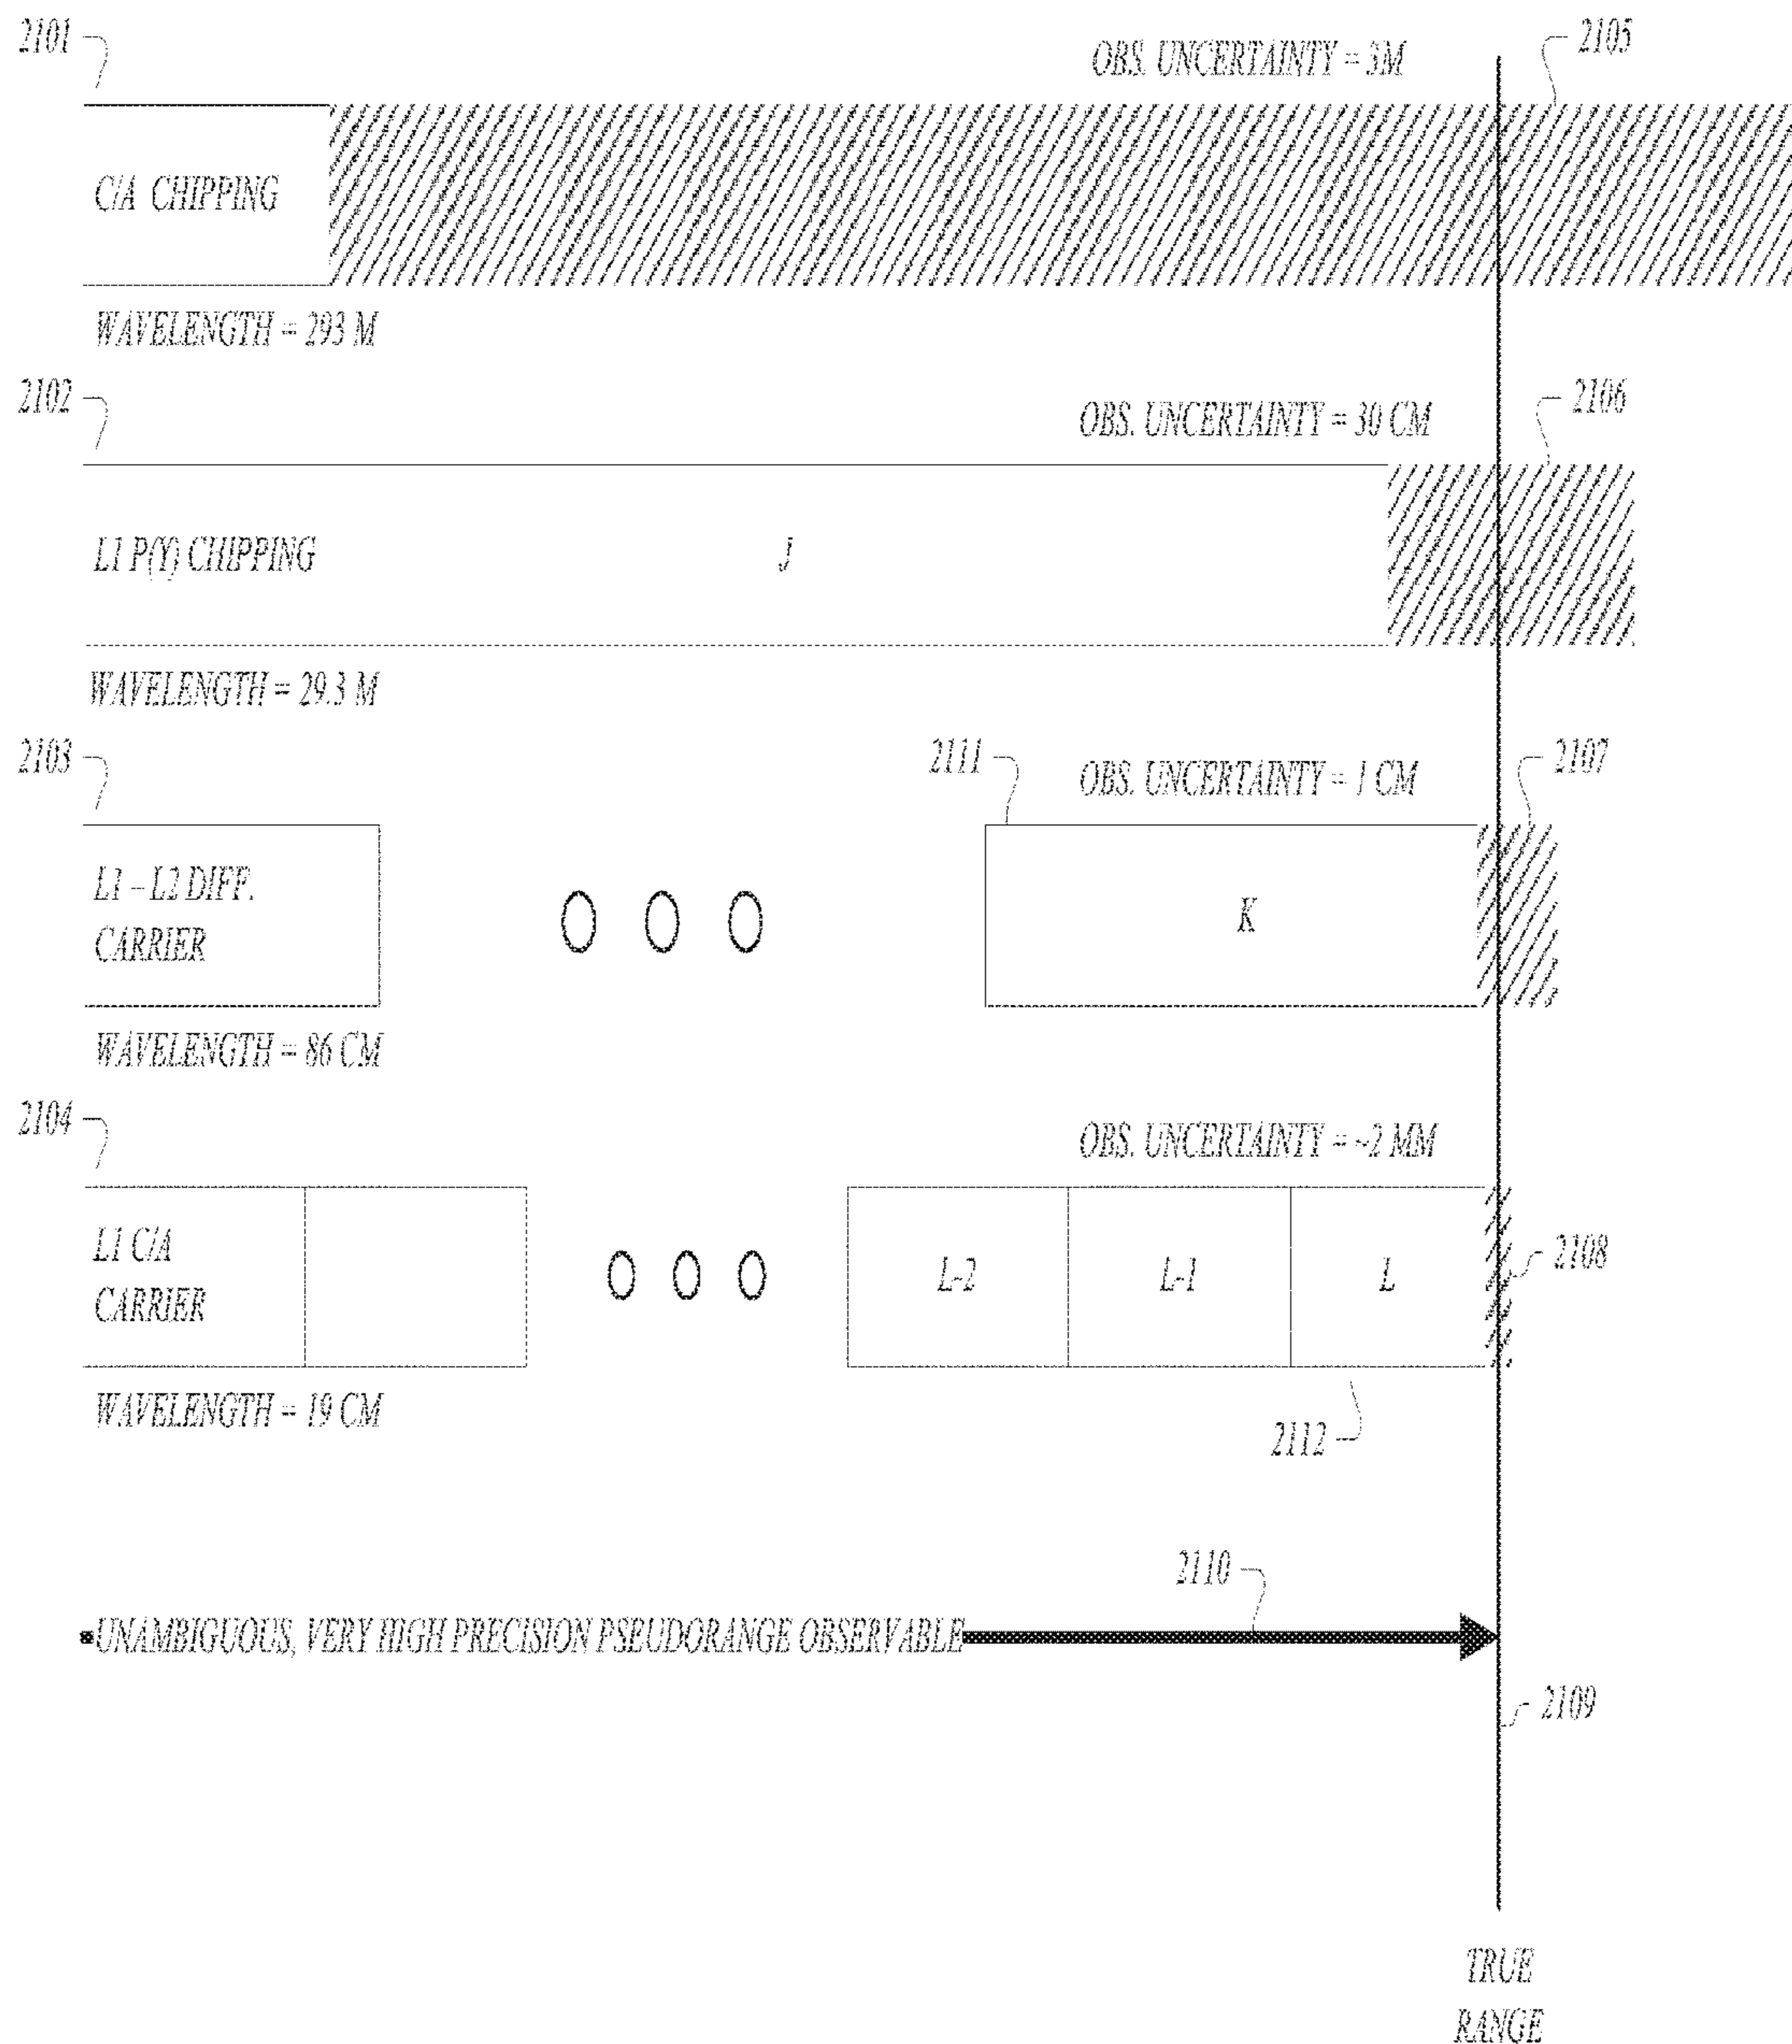 2101
OBS. UNCERTAINTY = 3M
2105
C/A CHIPPING
WAVELENGTH = 293 M
2102
OBS. UNCERTAINTY = 30 CM
2106
L1 P(Y) CHIPPING
J
WAVELENGTH = 29.3 M
2103
2111
OBS. UNCERTAINTY = 1 CM
2107
L1 – L2 DIFF.
CARRIER
K
WAVELENGTH = 86 CM
2104
OBS. UNCERTAINTY = ~2 MM
L1 C/A
CARRIER
L-2
L-1
L
2108
WAVELENGTH = 19 CM
2112
2110
UNAMBIGUOUS, VERY HIGH PRECISION PSEUDORANGE OBSERVABLE
2109
TRUE
RANGE